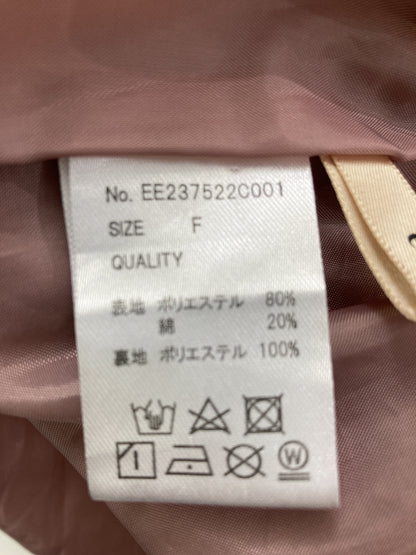 No. EE237522C001
SIZE F
QUALITY
表地 ポリエステル 80%
綿 20%
裏地 ポリエステル 100%
W